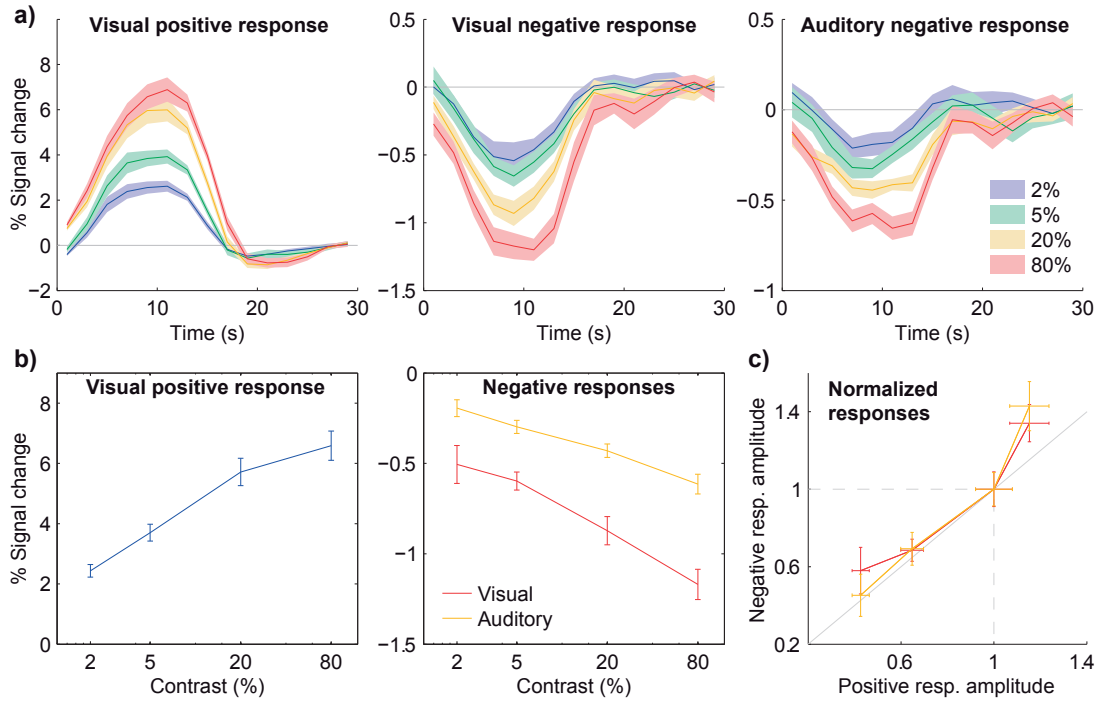 a)
Visual positive response
Visual negative response
Auditory negative response
% Signal change
8
6
4
2
0
−2
0
10
20
30
Time (s)
0.5
0
−0.5
−1
−1.5
0
10
20
30
Time (s)
0.5
0
−0.5
−1
0
10
20
30
Time (s)
2%
5%
20%
80%
b)
Visual positive response
% Signal change
8
6
4
2
0
2
5
20
80
Contrast (%)
Negative responses
0
−0.5
−1
−1.5
Visual
Auditory
2
5
20
80
Contrast (%)
c)
Normalized
responses
Negative resp. amplitude
1.4
1
0.6
0.2
0.6
1
1.4
Positive resp. amplitude